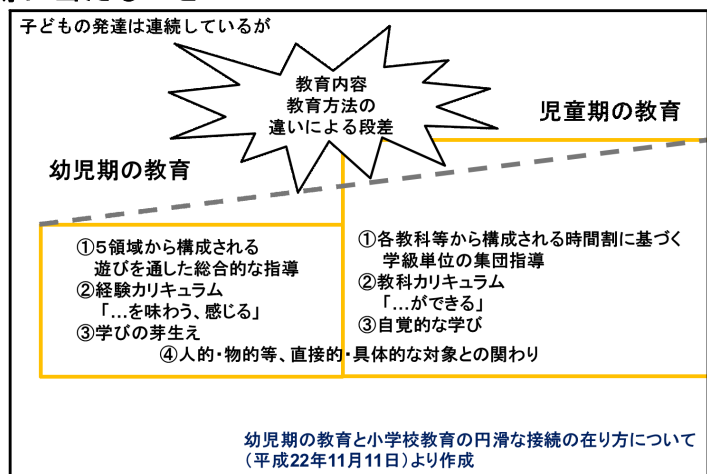 子どもの発達は連続しているが
教育内容
教育方法の
違いによる段差
児童期の教育
幼児期の教育
①５領域から構成される
遊びを通した総合的な指導
②経験カリキュラム
「…を味わう、感じる」
③学びの芽生え
①各教科等から構成される時間割に基づく
学級単位の集団指導
②教科カリキュラム
「…ができる」
③自覚的な学び
④人的・物的等、直接的・具体的な対象との関わり
幼児期の教育と小学校教育の円滑な接続の在り方について
（平成22年11月11日）より作成